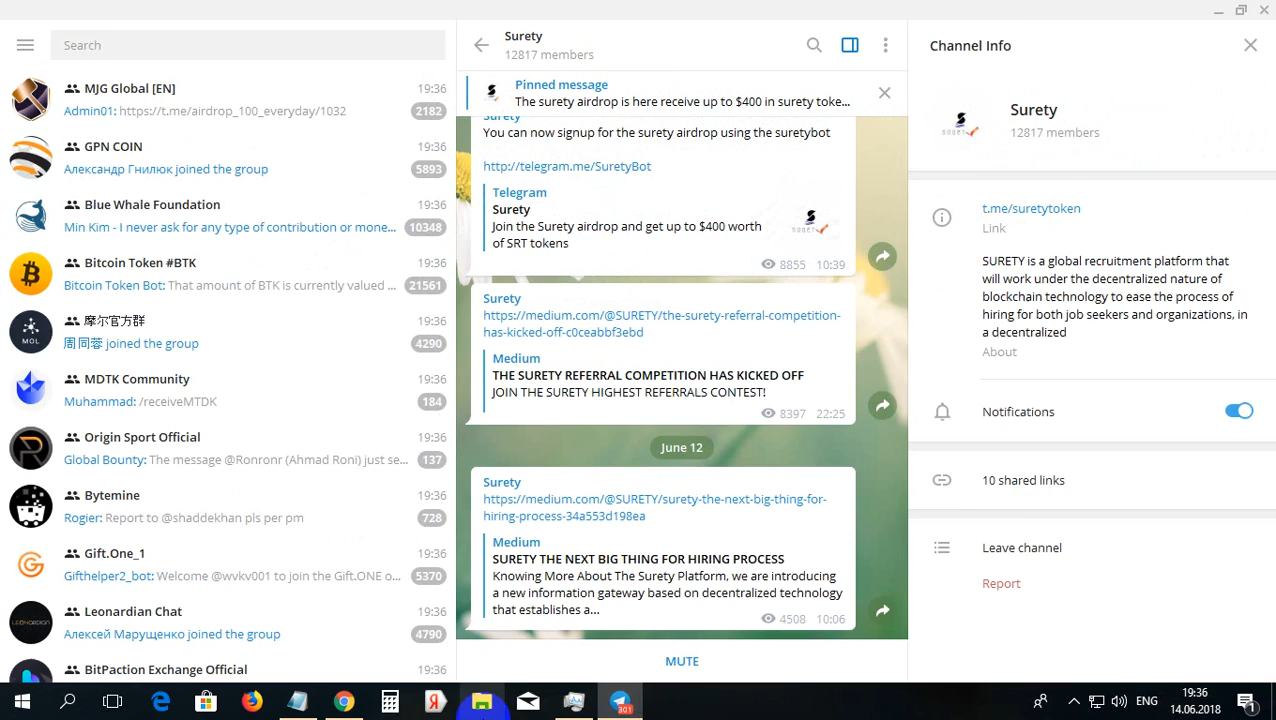 Search
MJG Global [EN]
19:36
Admin01: https://t.me/airdrop_100_everyday/1032
2182
GPN COIN
19:36
Александр Гнилюк joined the group
5893
Blue Whale Foundation
19:36
Min Kim - I never ask for any type of contribution or mone...
10348
Bitcoin Token #BTK
19:36
Bitcoin Token Bot: That amount of BTK is currently valued ...
21561
摩尔官方群
19:36
周同蓉 joined the group
4290
MDTK Community
19:36
Muhammad: /receiveMTDK
184
Origin Sport Official
19:36
Global Bounty: The message @Ronronr (Ahmad Roni) just se...
137
Bytemine
19:36
Rogier: Report to @shaddekhan pls per pm
728
Gift.One_1
19:36
Gifthelper2_bot: Welcome @wvkv001 to join the Gift.ONE o...
5370
Leonardian Chat
19:36
Алексей Марущенко joined the group
4790
BitPaction Exchange Official
19:36
Surety
12817 members
Pinned message
The surety airdrop is here receive up to $400 in surety toke...
Surety
You can now signup for the surety airdrop using the suretybot
http://telegram.me/SuretyBot
Telegram
Surety
Join the Surety airdrop and get up to $400 worth
of SRT tokens
8855 10:39
Surety
https://medium.com/@SURETY/the-surety-referral-competition-
has-kicked-off-c0ceabbf3ebd
Medium
THE SURETY REFERRAL COMPETITION HAS KICKED OFF
JOIN THE SURETY HIGHEST REFERRALS CONTEST!
8397 22:25
June 12
Surety
https://medium.com/@SURETY/surety-the-next-big-thing-for-
hiring-process-34a553d198ea
Medium
SURETY THE NEXT BIG THING FOR HIRING PROCESS
Knowing More About The Surety Platform, we are introducing
a new information gateway based on decentralized technology
that establishes a...
4508 10:06
MUTE
Channel Info
Surety
12817 members
t.me/suretytoken
Link
SURETY is a global recruitment platform that
will work under the decentralized nature of
blockchain technology to ease the process of
hiring for both job seekers and organizations, in
a decentralized
About
Notifications
10 shared links
Leave channel
Report
MOL
301
ENG
19:36
14.06.2018
1